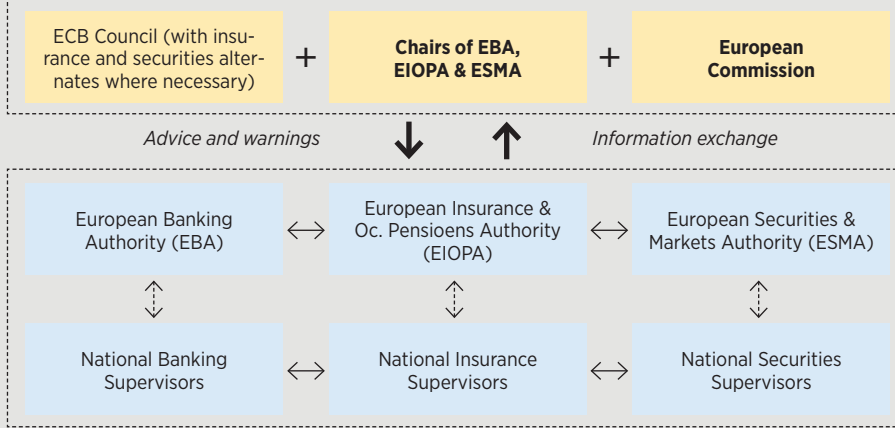 ECB Council (with insu-
rance and securities alter-
nates where necessary)
+
Chairs of EBA,
EIOPA & ESMA
+
European
Commission
Advice and warnings
Information exchange
European Banking
Authority (EBA)
European Insurance &
Oc. Pensioens Authority
(EIOPA)
European Securities &
Markets Authority (ESMA)
National Banking
Supervisors
National Insurance
Supervisors
National Securities
Supervisors